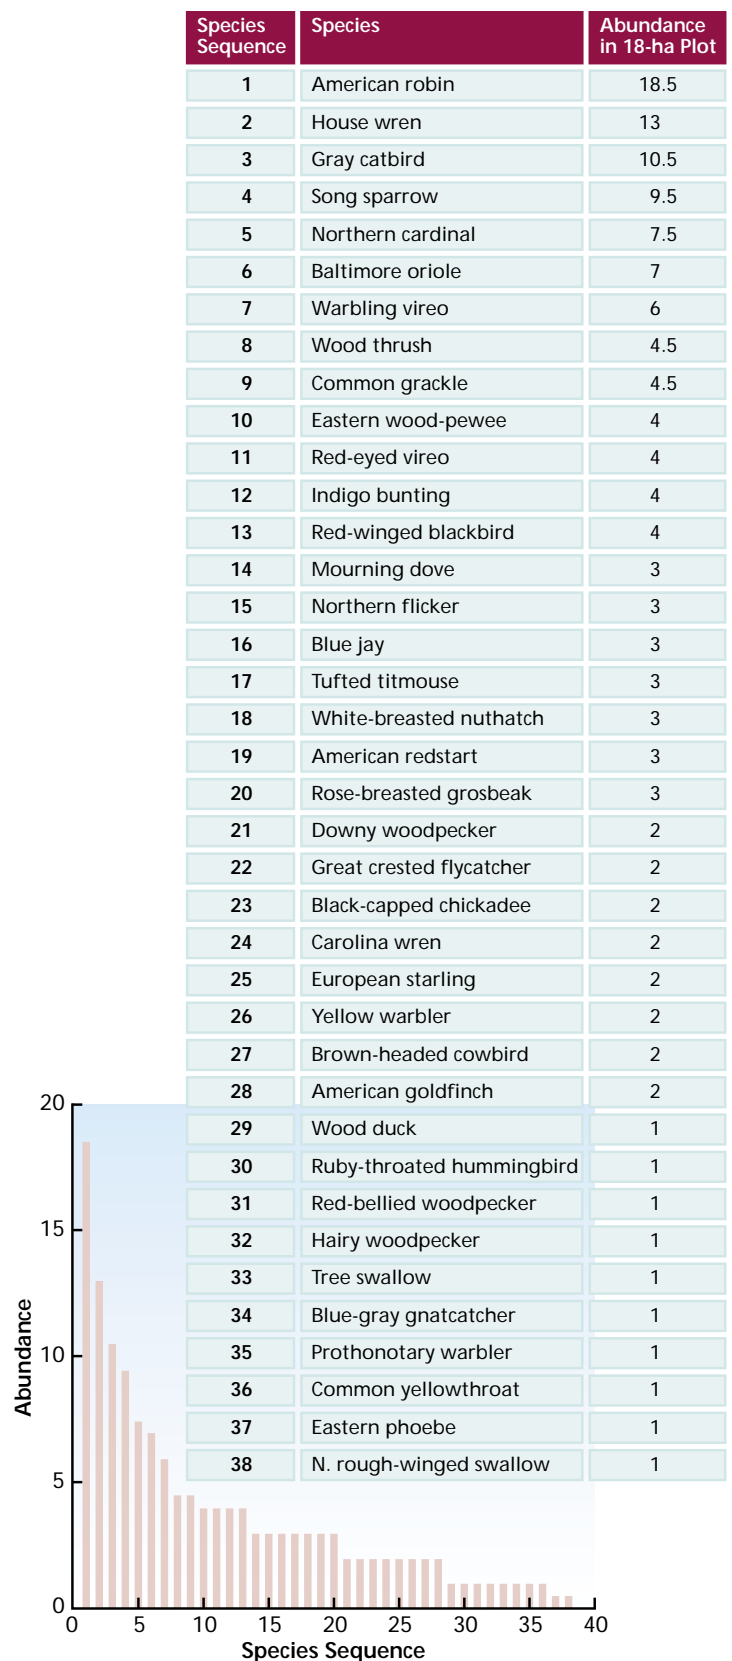 Species Sequence Species Abundance in 18-ha Plot
1 American robin 18.5
2 House wren 13
3 Gray catbird 10.5
4 Song sparrow 9.5
5 Northern cardinal 7.5
6 Baltimore oriole 7
7 Warbling vireo 6
8 Wood thrush 4.5
9 Common grackle 4.5
10 Eastern wood-pewee 4
11 Red-eyed vireo 4
12 Indigo bunting 4
13 Red-winged blackbird 4
14 Mourning dove 3
15 Northern flicker 3
16 Blue jay 3
17 Tufted titmouse 3
18 White-breasted nuthatch 3
19 American redstart 3
20 Rose-breasted grosbeak 3
21 Downy woodpecker 2
22 Great crested flycatcher 2
23 Black-capped chickadee 2
24 Carolina wren 2
25 European starling 2
26 Yellow warbler 2
27 Brown-headed cowbird 2
28 American goldfinch 2
29 Wood duck 1
30 Ruby-throated hummingbird 1
31 Red-bellied woodpecker 1
32 Hairy woodpecker 1
33 Tree swallow 1
34 Blue-gray gnatcatcher 1
35 Prothonotary warbler 1
36 Common yellowthroat 1
37 Eastern phoebe 1
38 N. rough-winged swallow 1
20
15
10
5
0
Abundance
0 5 10 15 20 25 30 35 40
Species Sequence